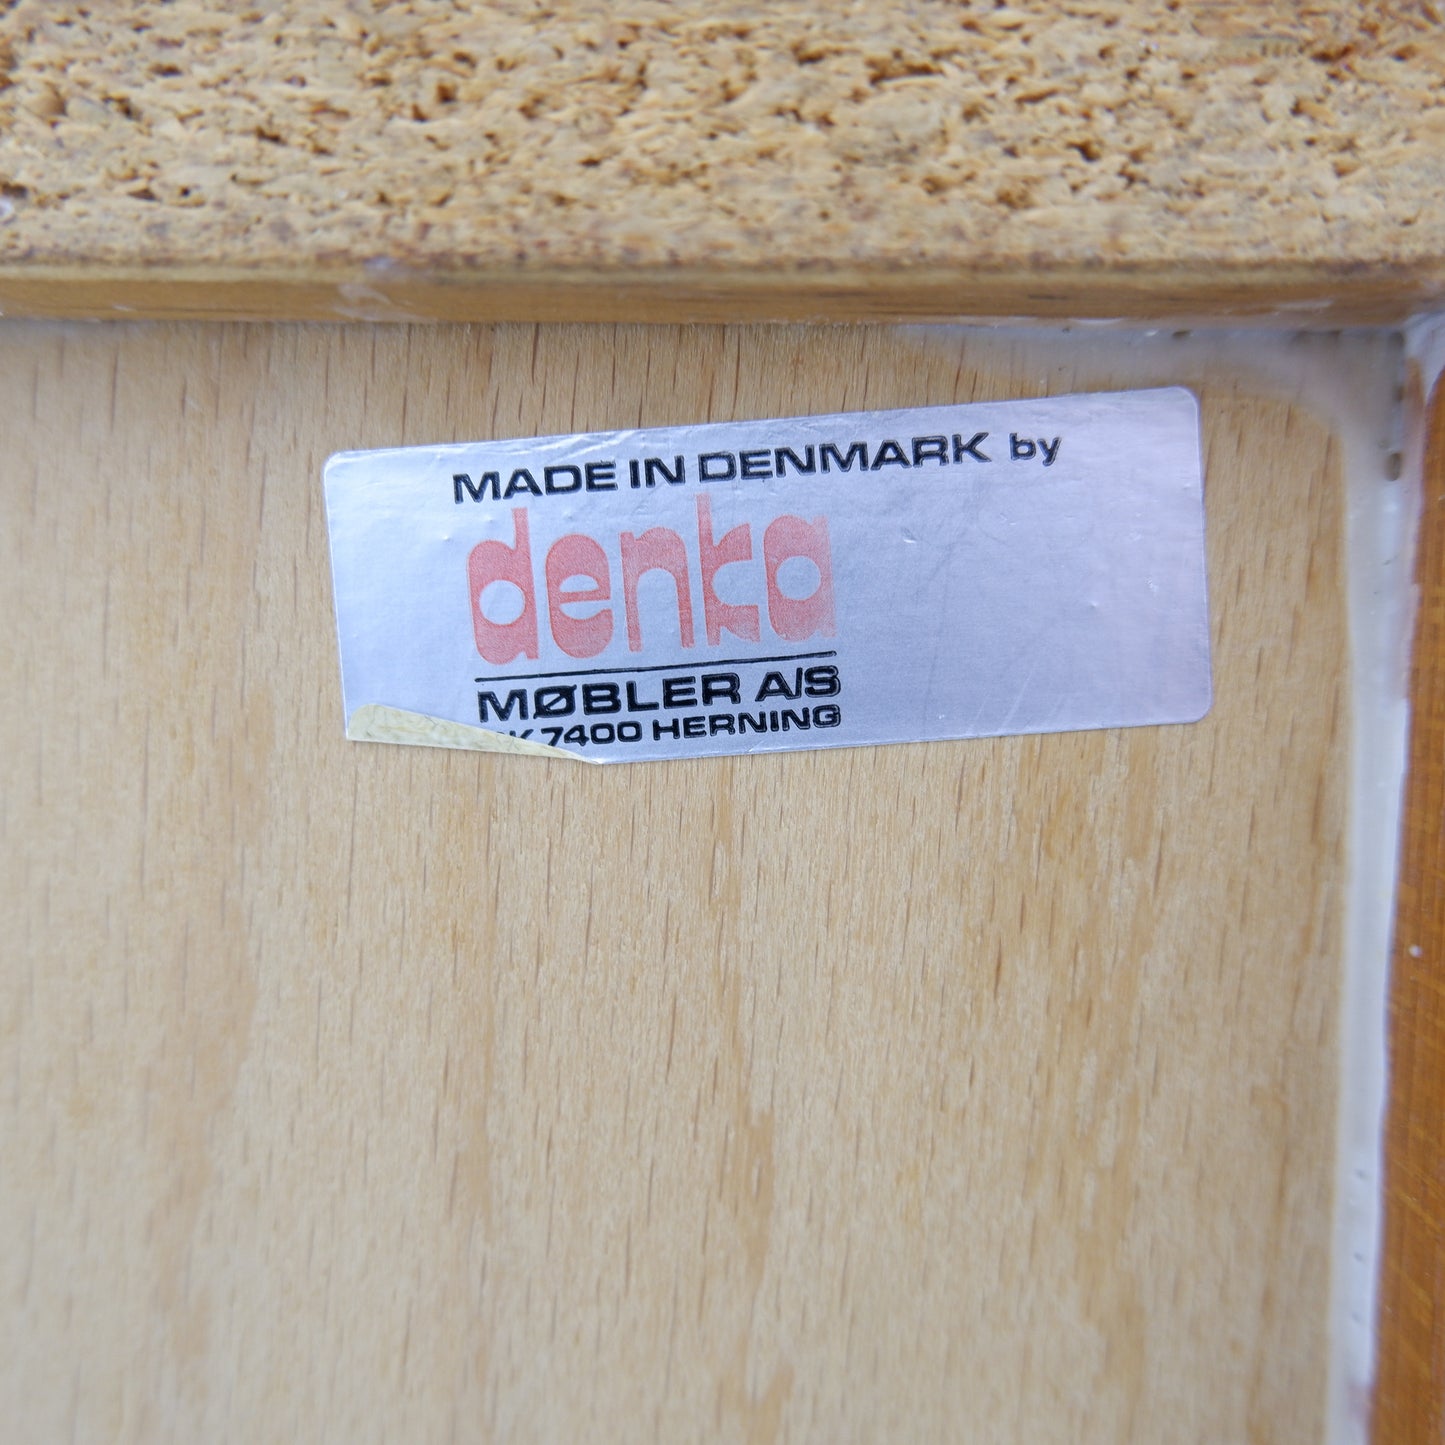 MADE IN DENMARK by
denka
MØBLER A/S
7400 HERNING